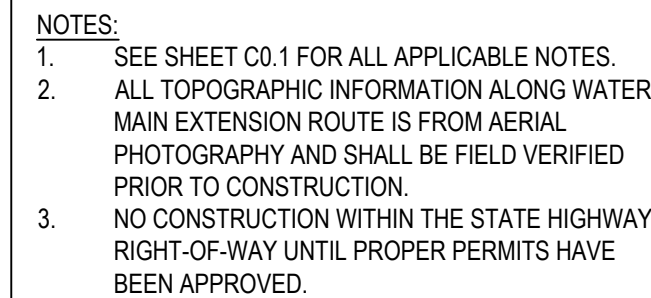 NOTES:
1. SEE SHEET C0.1 FOR ALL APPLICABLE NOTES.
2. ALL TOPOGRAPHIC INFORMATION ALONG WATER
MAIN EXTENSION ROUTE IS FROM AERIAL
PHOTOGRAPHY AND SHALL BE FIELD VERIFIED
PRIOR TO CONSTRUCTION.
3. NO CONSTRUCTION WITHIN THE STATE HIGHWAY
RIGHT-OF-WAY UNTIL PROPER PERMITS HAVE
BEEN APPROVED.